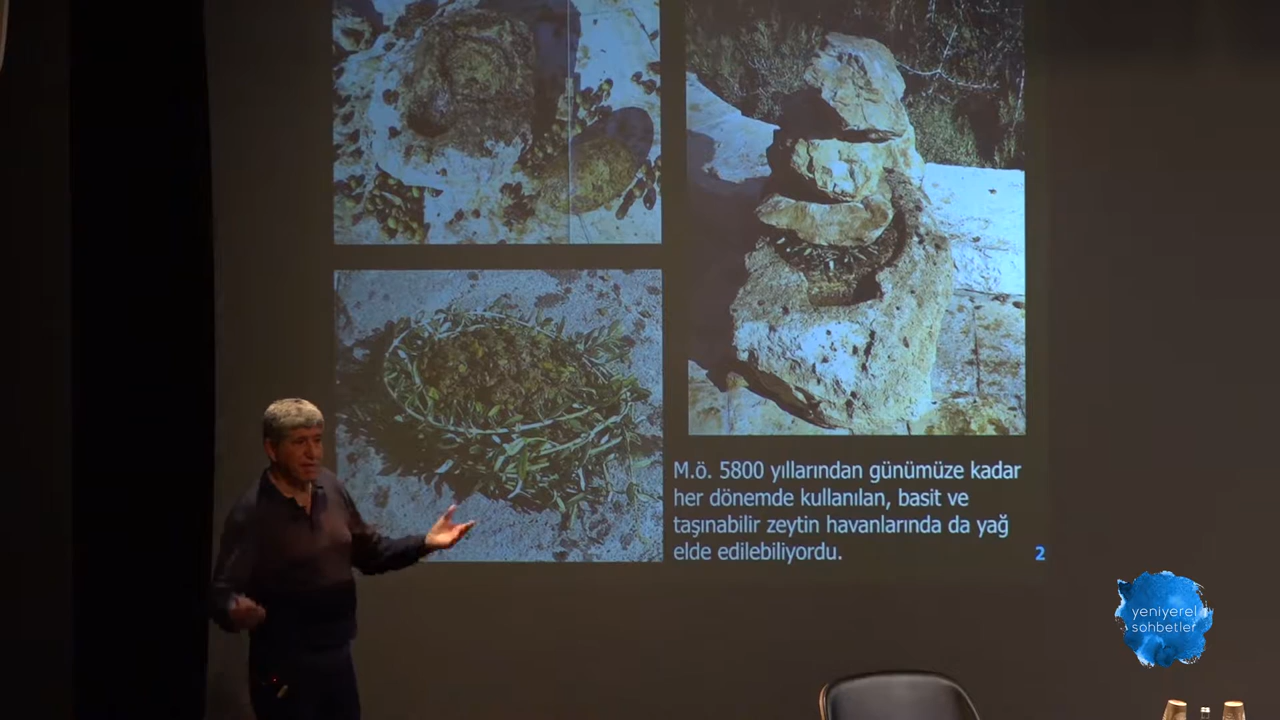 M.ö. 5800 yıllarından günümüze kadar
her dönemde kullanılan, basit ve
taşınabilir zeytin havanlarında da yağ
elde edilebiliyordu.
2
yeniyerel
sohbetler